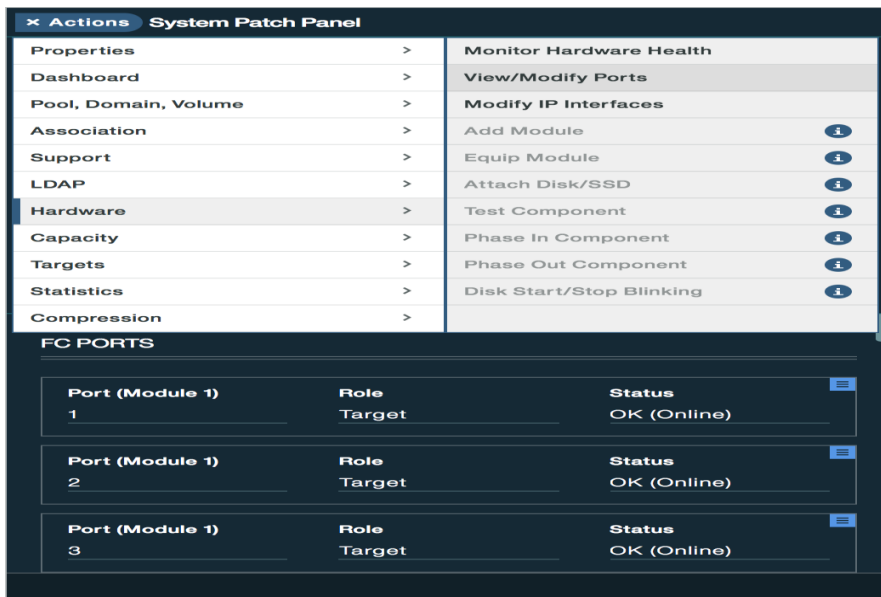 × Actions System Patch Panel
Properties >
Dashboard >
Pool, Domain, Volume >
Association >
Support >
LDAP >
Hardware >
Capacity >
Targets >
Statistics >
Compression >
Monitor Hardware Health
View/Modify Ports
Modify IP Interfaces
Add Module i
Equip Module i
Attach Disk/SSD i
Test Component i
Phase In Component i
Phase Out Component i
Disk Start/Stop Blinking i
FC PORTS
Port (Module 1) Role Status
1 Target OK (Online)
Port (Module 1) Role Status
2 Target OK (Online)
Port (Module 1) Role Status
3 Target OK (Online)